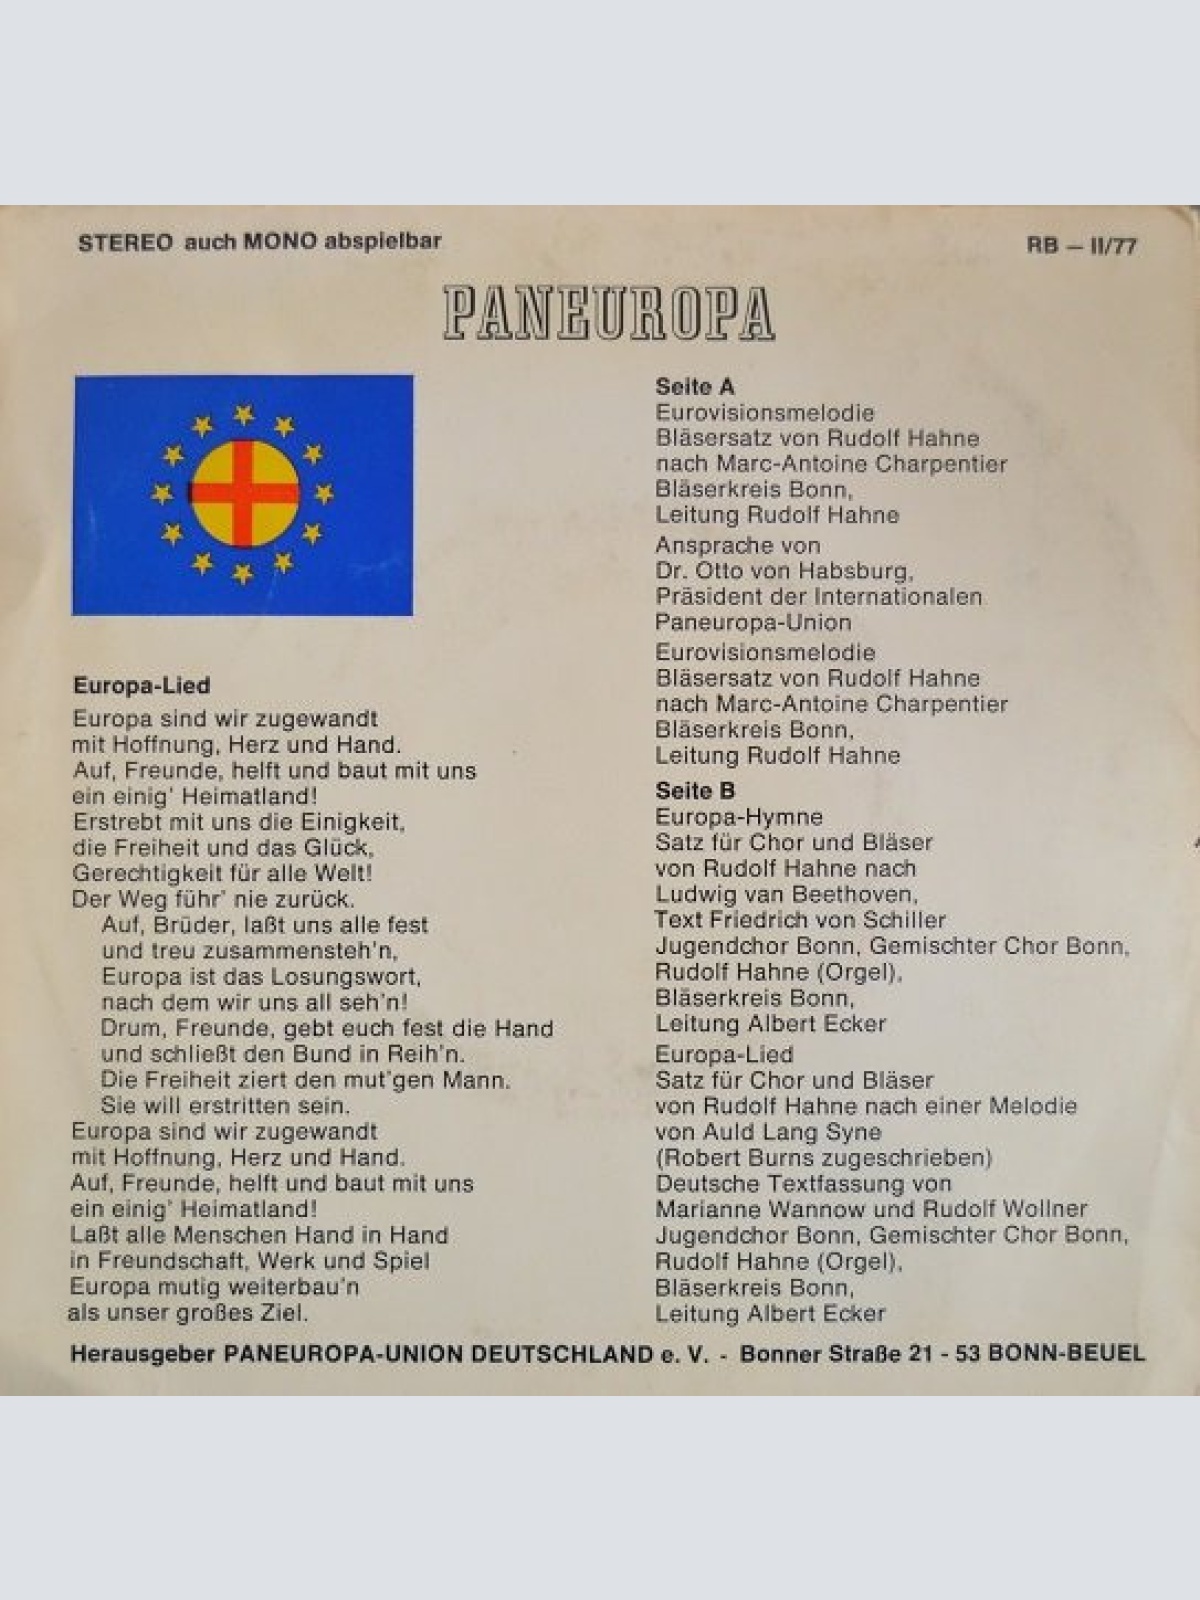 STEREO auch MONO abspielbar
RB — II/77
PANEUROPA
Europa-Lied
Europa sind wir zugewandt
mit Hoffnung, Herz und Hand.
Auf, Freunde, helft und baut mit uns
ein einig' Heimatland!
Erstrebt mit uns die Einigkeit,
die Freiheit und das Glück,
Gerechtigkeit für alle Welt!
Der Weg führ' nie zurück.
Auf, Brüder, laßt uns alle fest
und treu zusammensteh'n,
Europa ist das Losungswort,
nach dem wir uns all seh'n!
Drum, Freunde, gebt euch fest die Hand
und schließt den Bund in Reih'n.
Die Freiheit ziert den mut'gen Mann.
Sie will erstritten sein.
Europa sind wir zugewandt
mit Hoffnung, Herz und Hand.
Auf, Freunde, helft und baut mit uns
ein einig' Heimatland!
Laßt alle Menschen Hand in Hand
in Freundschaft, Werk und Spiel
Europa mutig weiterbau'n
als unser großes Ziel.
Seite A
Eurovisionsmelodie
Bläsersatz von Rudolf Hahne
nach Marc-Antoine Charpentier
Bläserkreis Bonn,
Leitung Rudolf Hahne
Ansprache von
Dr. Otto von Habsburg,
Präsident der Internationalen
Paneuropa-Union
Eurovisionsmelodie
Bläsersatz von Rudolf Hahne
nach Marc-Antoine Charpentier
Bläserkreis Bonn,
Leitung Rudolf Hahne
Seite B
Europa-Hymne
Satz für Chor und Bläser
von Rudolf Hahne nach
Ludwig van Beethoven,
Text Friedrich von Schiller
Jugendchor Bonn, Gemischter Chor Bonn,
Rudolf Hahne (Orgel),
Bläserkreis Bonn,
Leitung Albert Ecker
Europa-Lied
Satz für Chor und Bläser
von Rudolf Hahne nach einer Melodie
von Auld Lang Syne
(Robert Burns zugeschrieben)
Deutsche Textfassung von
Marianne Wannow und Rudolf Wollner
Jugendchor Bonn, Gemischter Chor Bonn,
Rudolf Hahne (Orgel),
Bläserkreis Bonn,
Leitung Albert Ecker
Herausgeber PANEUROPA-UNION DEUTSCHLAND e. V. - Bonner Straße 21 - 53 BONN-BEUEL